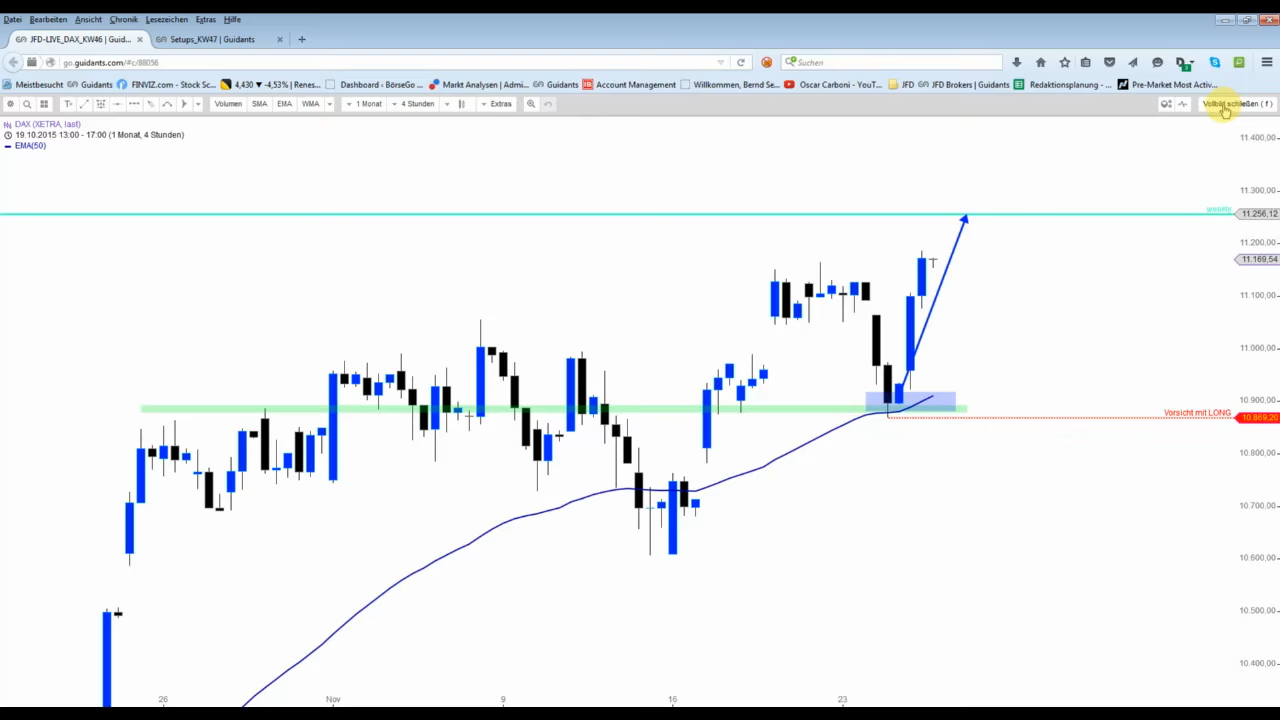 Datei Bearbeiten Ansicht Chronik Lesezeichen Extras Hilfe
JFD-LIVE_DAX_KW46 | Guid... Setups_KW47 | Guidants
go.guidants.com/#c/88056 Suchen
Meistbesucht Guidants FINVIZ.com - Stock Sc... 4,430 ▼ -4,53% | Renes... Dashboard - BörseGo ... Markt Analysen | Admi... Guidants Account Management Willkommen, Bernd Se... Oscar Carboni - YouT... JFD JFD Brokers | Guidants Redaktionsplanung - ... Pre-Market Most Activ...
Volumen SMA EMA WMA 1 Monat 4 Stunden Extras Vollbild schließen ( f )
DAX (XETRA, last)
19.10.2015 13:00 - 17:00 (1 Monat, 4 Stunden)
EMA(50)
11.400,00
11.300,00
weekly
11.256,12
11.200,00
11.169,54
11.100,00
11.000,00
10.900,00
Vorsicht mit LONG
10.869,20
10.800,00
10.700,00
10.600,00
10.500,00
10.400,00
26 Nov 9 16 23